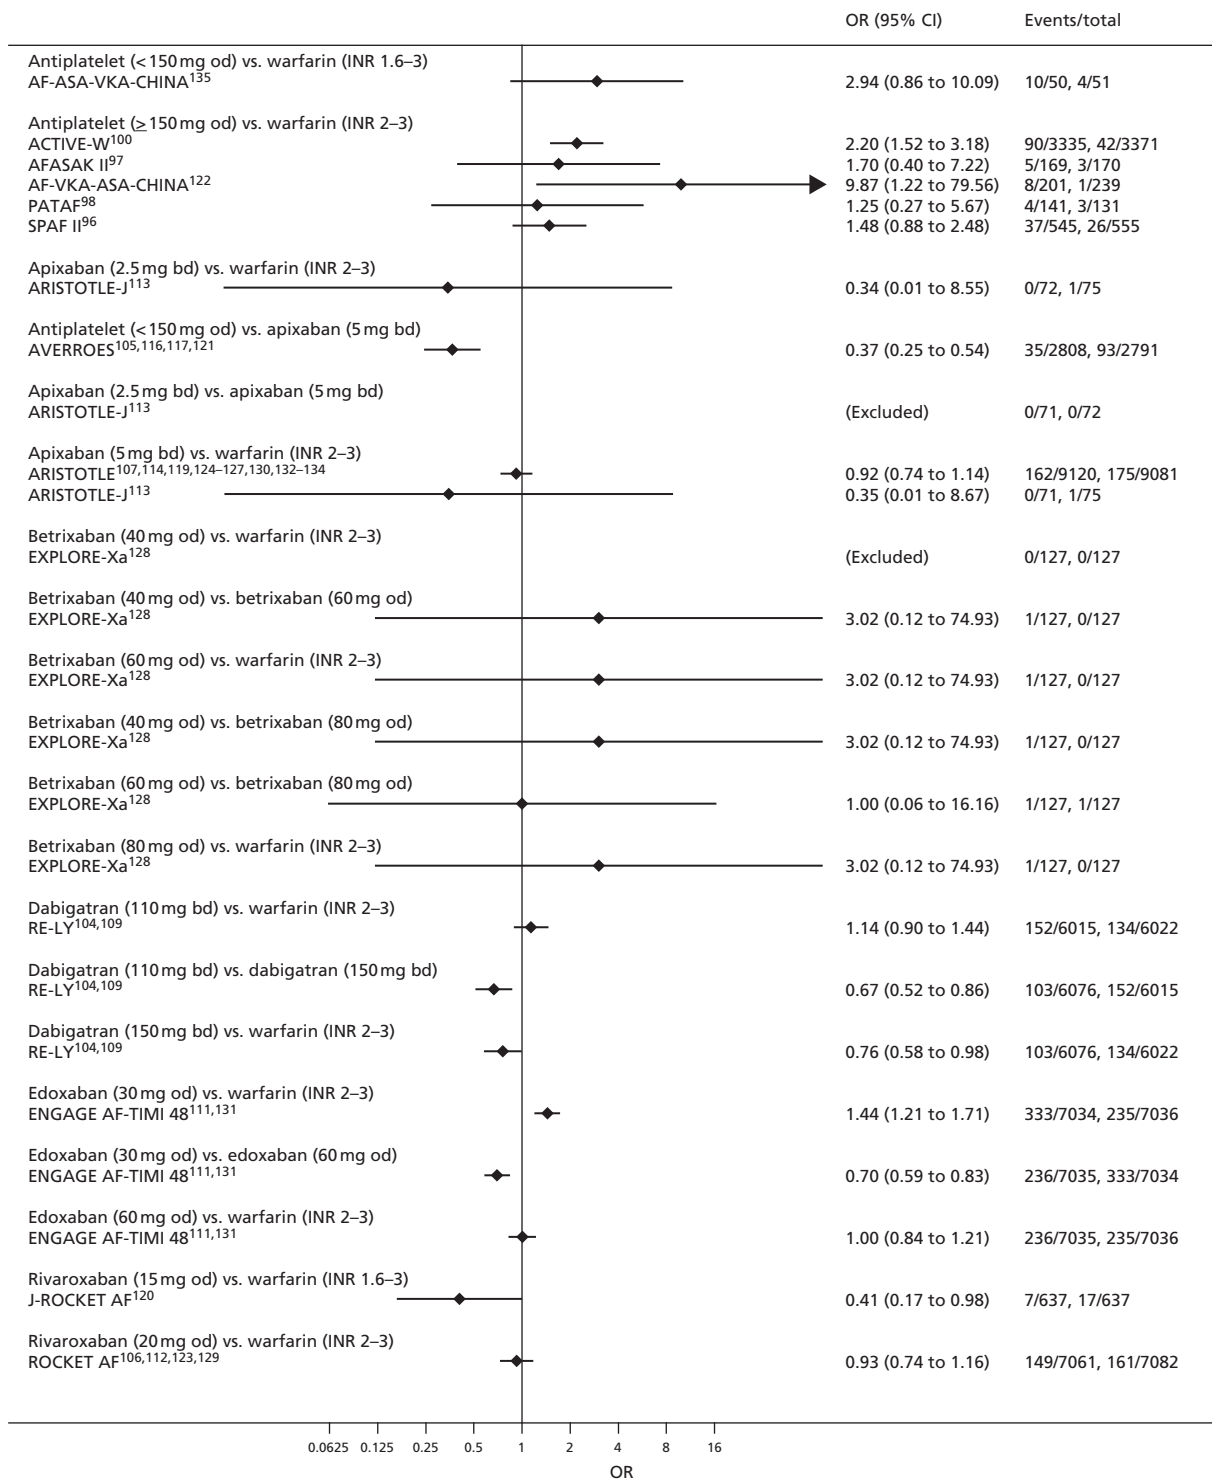 OR (95% CI) Events/total
Antiplatelet (< 150 mg od) vs. warfarin (INR 1.6–3)
AF-ASA-VKA-CHINA135 2.94 (0.86 to 10.09) 10/50, 4/51
Antiplatelet (≥ 150 mg od) vs. warfarin (INR 2–3)
ACTIVE-W100 2.20 (1.52 to 3.18) 90/3335, 42/3371
AFASAK II97 1.70 (0.40 to 7.22) 5/169, 3/170
AF-VKA-ASA-CHINA122 9.87 (1.22 to 79.56) 8/201, 1/239
PATAF98 1.25 (0.27 to 5.67) 4/141, 3/131
SPAF II96 1.48 (0.88 to 2.48) 37/545, 26/555
Apixaban (2.5 mg bd) vs. warfarin (INR 2–3)
ARISTOTLE-J113 0.34 (0.01 to 8.55) 0/72, 1/75
Antiplatelet (< 150 mg od) vs. apixaban (5 mg bd)
AVERROES105,116,117,121 0.37 (0.25 to 0.54) 35/2808, 93/2791
Apixaban (2.5 mg bd) vs. apixaban (5 mg bd)
ARISTOTLE-J113 (Excluded) 0/71, 0/72
Apixaban (5 mg bd) vs. warfarin (INR 2–3)
ARISTOTLE107,114,119,124–127,130,132–134 0.92 (0.74 to 1.14) 162/9120, 175/9081
ARISTOTLE-J113 0.35 (0.01 to 8.67) 0/71, 1/75
Betrixaban (40 mg od) vs. warfarin (INR 2–3)
EXPLORE-Xa128 (Excluded) 0/127, 0/127
Betrixaban (40 mg od) vs. betrixaban (60 mg od)
EXPLORE-Xa128 3.02 (0.12 to 74.93) 1/127, 0/127
Betrixaban (60 mg od) vs. warfarin (INR 2–3)
EXPLORE-Xa128 3.02 (0.12 to 74.93) 1/127, 0/127
Betrixaban (40 mg od) vs. betrixaban (80 mg od)
EXPLORE-Xa128 3.02 (0.12 to 74.93) 1/127, 0/127
Betrixaban (60 mg od) vs. betrixaban (80 mg od)
EXPLORE-Xa128 1.00 (0.06 to 16.16) 1/127, 1/127
Betrixaban (80 mg od) vs. warfarin (INR 2–3)
EXPLORE-Xa128 3.02 (0.12 to 74.93) 1/127, 0/127
Dabigatran (110 mg bd) vs. warfarin (INR 2–3)
RE-LY104,109 1.14 (0.90 to 1.44) 152/6015, 134/6022
Dabigatran (110 mg bd) vs. dabigatran (150 mg bd)
RE-LY104,109 0.67 (0.52 to 0.86) 103/6076, 152/6015
Dabigatran (150 mg bd) vs. warfarin (INR 2–3)
RE-LY104,109 0.76 (0.58 to 0.98) 103/6076, 134/6022
Edoxaban (30 mg od) vs. warfarin (INR 2–3)
ENGAGE AF-TIMI 48111,131 1.44 (1.21 to 1.71) 333/7034, 235/7036
Edoxaban (30 mg od) vs. edoxaban (60 mg od)
ENGAGE AF-TIMI 48111,131 0.70 (0.59 to 0.83) 236/7035, 333/7034
Edoxaban (60 mg od) vs. warfarin (INR 2–3)
ENGAGE AF-TIMI 48111,131 1.00 (0.84 to 1.21) 236/7035, 235/7036
Rivaroxaban (15 mg od) vs. warfarin (INR 1.6–3)
J-ROCKET AF120 0.41 (0.17 to 0.98) 7/637, 17/637
Rivaroxaban (20 mg od) vs. warfarin (INR 2–3)
ROCKET AF106,112,123,129 0.93 (0.74 to 1.16) 149/7061, 161/7082
0.0625 0.125 0.25 0.5 1 2 4 8 16
OR